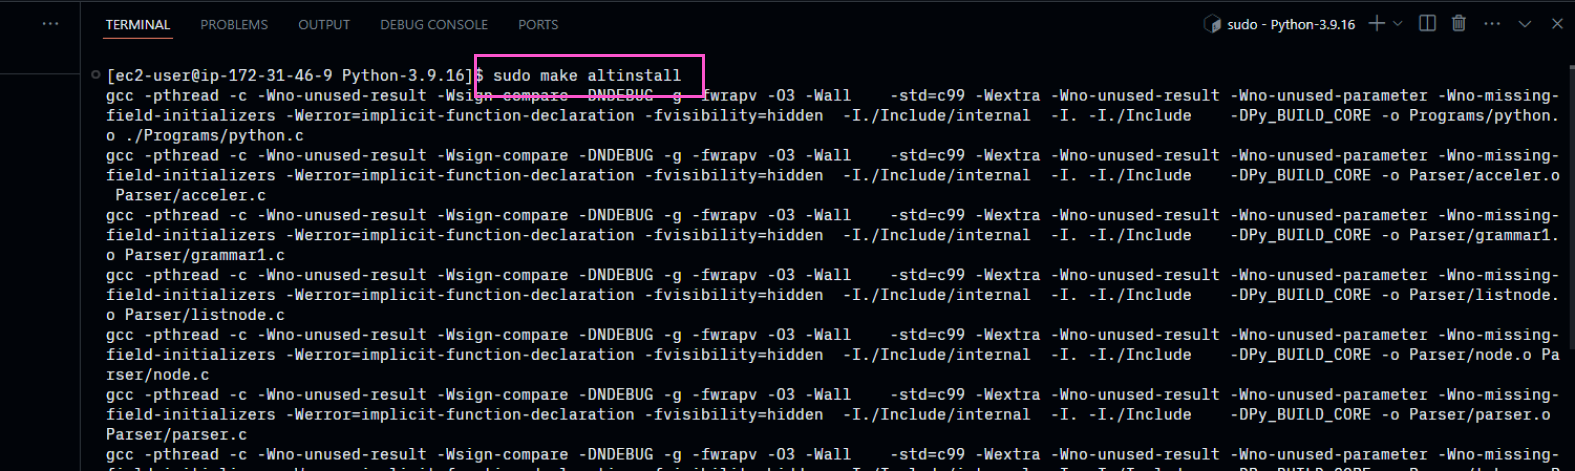 TERMINAL PROBLEMS OUTPUT DEBUG CONSOLE PORTS sudo - Python-3.9.16
[ec2-user@ip-172-31-46-9 Python-3.9.16]$ sudo make altinstall
gcc -pthread -c -Wno-unused-result -Wsign-compare -DNDEBUG -g -fwrapv -O3 -Wall    -std=c99 -Wextra -Wno-unused-result -Wno-unused-parameter -Wno-missing-
field-initializers -Werror=implicit-function-declaration -fvisibility=hidden  -I./Include/internal  -I. -I./Include    -DPy_BUILD_CORE -o Programs/python.
o ./Programs/python.c
gcc -pthread -c -Wno-unused-result -Wsign-compare -DNDEBUG -g -fwrapv -O3 -Wall    -std=c99 -Wextra -Wno-unused-result -Wno-unused-parameter -Wno-missing-
field-initializers -Werror=implicit-function-declaration -fvisibility=hidden  -I./Include/internal  -I. -I./Include    -DPy_BUILD_CORE -o Parser/acceler.o
 Parser/acceler.c
gcc -pthread -c -Wno-unused-result -Wsign-compare -DNDEBUG -g -fwrapv -O3 -Wall    -std=c99 -Wextra -Wno-unused-result -Wno-unused-parameter -Wno-missing-
field-initializers -Werror=implicit-function-declaration -fvisibility=hidden  -I./Include/internal  -I. -I./Include    -DPy_BUILD_CORE -o Parser/grammar1.
o Parser/grammar1.c
gcc -pthread -c -Wno-unused-result -Wsign-compare -DNDEBUG -g -fwrapv -O3 -Wall    -std=c99 -Wextra -Wno-unused-result -Wno-unused-parameter -Wno-missing-
field-initializers -Werror=implicit-function-declaration -fvisibility=hidden  -I./Include/internal  -I. -I./Include    -DPy_BUILD_CORE -o Parser/listnode.
o Parser/listnode.c
gcc -pthread -c -Wno-unused-result -Wsign-compare -DNDEBUG -g -fwrapv -O3 -Wall    -std=c99 -Wextra -Wno-unused-result -Wno-unused-parameter -Wno-missing-
field-initializers -Werror=implicit-function-declaration -fvisibility=hidden  -I./Include/internal  -I. -I./Include    -DPy_BUILD_CORE -o Parser/node.o Pa
rser/node.c
gcc -pthread -c -Wno-unused-result -Wsign-compare -DNDEBUG -g -fwrapv -O3 -Wall    -std=c99 -Wextra -Wno-unused-result -Wno-unused-parameter -Wno-missing-
field-initializers -Werror=implicit-function-declaration -fvisibility=hidden  -I./Include/internal  -I. -I./Include    -DPy_BUILD_CORE -o Parser/parser.o
Parser/parser.c
gcc -pthread -c -Wno-unused-result -Wsign-compare -DNDEBUG -g -fwrapv -O3 -Wall    -std=c99 -Wextra -Wno-unused-result -Wno-unused-parameter -Wno-missing-